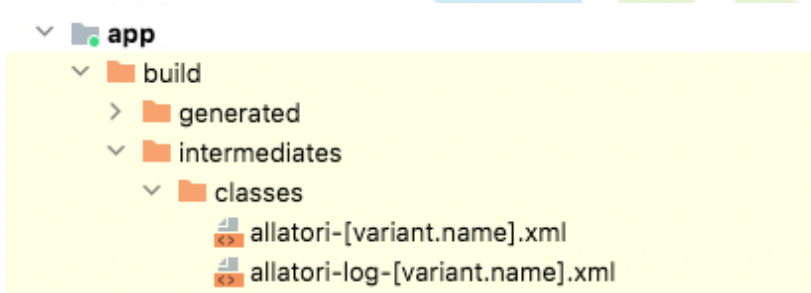 app
build
generated
intermediates
classes
allatori-[variant.name].xml
allatori-log-[variant.name].xml